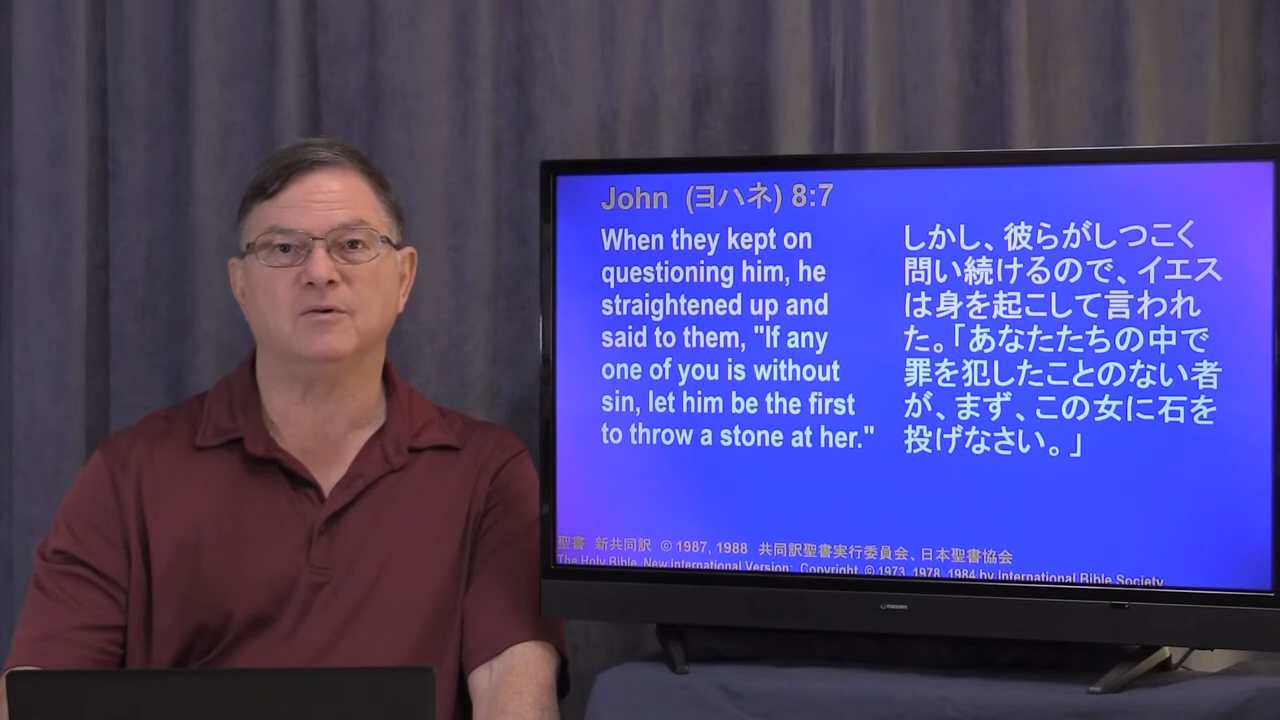 John (ヨハネ) 8:7
When they kept on
questioning him, he
straightened up and
said to them, "If any
one of you is without
sin, let him be the first
to throw a stone at her."
しかし、彼らがしつこく
問い続けるので、イエス
は身を起こして言われ
た。「あなたたちの中で
罪を犯したことのない者
が、まず、この女に石を
投げなさい。」
聖書 新共同訳 © 1987, 1988 共同訳聖書実行委員会、日本聖書協会
The Holy Bible, New International Version; Copyright © 1973, 1978, 1984 by International Bible Society